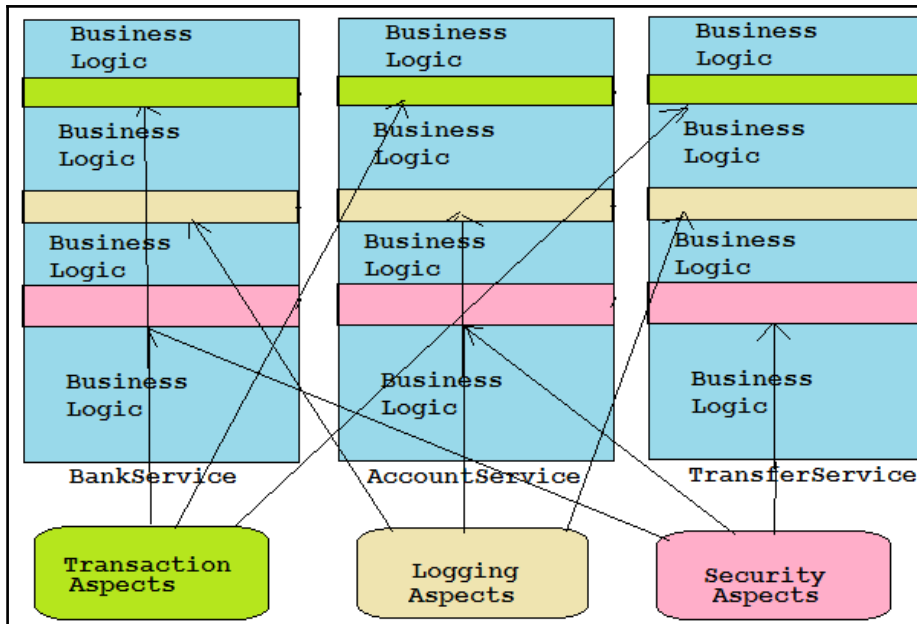 Business
Logic
Business
Logic
Business
Logic
Business
Logic
Business
Logic
Business
Logic
Business
Logic
Business
Logic
Business
Logic
Business
Logic
Business
Logic
Business
Logic
BankService
AccountService
TransferService
Transaction
Aspects
Logging
Aspects
Security
Aspects